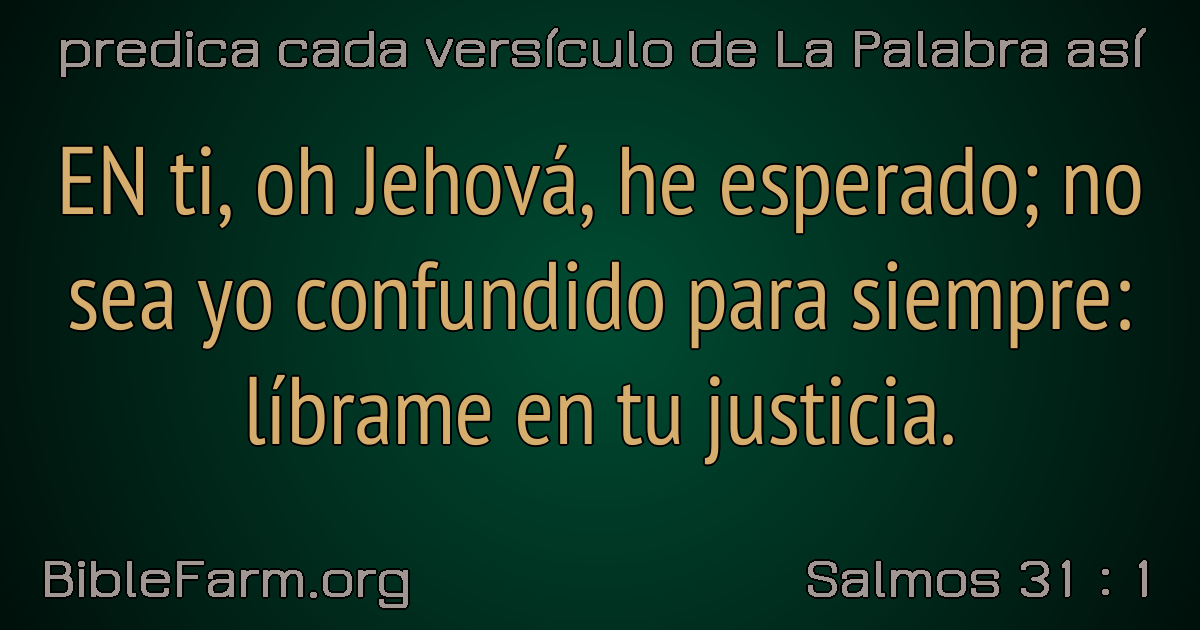 predica cada versículo de La Palabra así
EN ti, oh Jehová, he esperado; no
sea yo confundido para siempre:
líbrame en tu justicia.
BibleFarm.org
Salmos 31 : 1